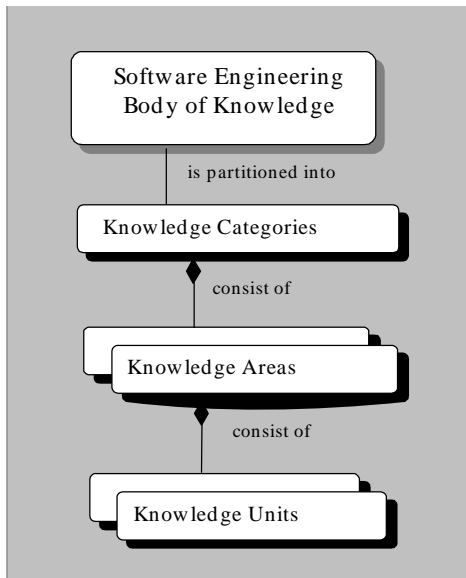 Software Engineering
Body of Knowledge
is partitioned into
Knowledge Categories
consist of
Knowledge Areas
consist of
Knowledge Units